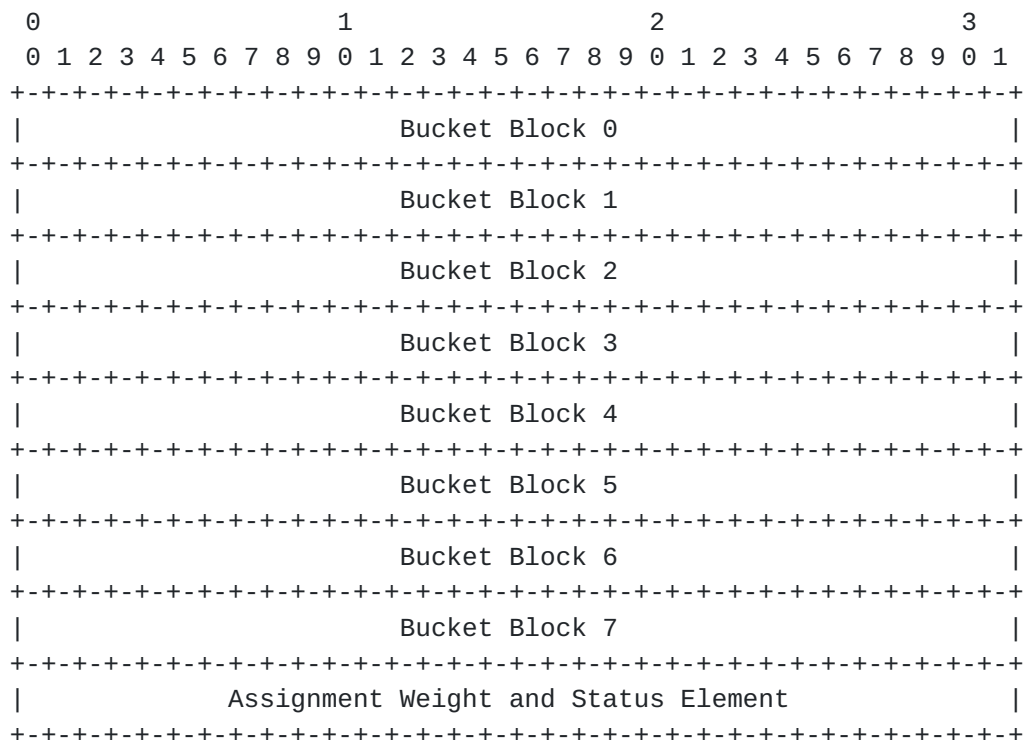 0                   1                   2                   3
 0 1 2 3 4 5 6 7 8 9 0 1 2 3 4 5 6 7 8 9 0 1 2 3 4 5 6 7 8 9 0 1
+-+-+-+-+-+-+-+-+-+-+-+-+-+-+-+-+-+-+-+-+-+-+-+-+-+-+-+-+-+-+-+-+
|                        Bucket Block 0                         |
+-+-+-+-+-+-+-+-+-+-+-+-+-+-+-+-+-+-+-+-+-+-+-+-+-+-+-+-+-+-+-+-+
|                        Bucket Block 1                         |
+-+-+-+-+-+-+-+-+-+-+-+-+-+-+-+-+-+-+-+-+-+-+-+-+-+-+-+-+-+-+-+-+
|                        Bucket Block 2                         |
+-+-+-+-+-+-+-+-+-+-+-+-+-+-+-+-+-+-+-+-+-+-+-+-+-+-+-+-+-+-+-+-+
|                        Bucket Block 3                         |
+-+-+-+-+-+-+-+-+-+-+-+-+-+-+-+-+-+-+-+-+-+-+-+-+-+-+-+-+-+-+-+-+
|                        Bucket Block 4                         |
+-+-+-+-+-+-+-+-+-+-+-+-+-+-+-+-+-+-+-+-+-+-+-+-+-+-+-+-+-+-+-+-+
|                        Bucket Block 5                         |
+-+-+-+-+-+-+-+-+-+-+-+-+-+-+-+-+-+-+-+-+-+-+-+-+-+-+-+-+-+-+-+-+
|                        Bucket Block 6                         |
+-+-+-+-+-+-+-+-+-+-+-+-+-+-+-+-+-+-+-+-+-+-+-+-+-+-+-+-+-+-+-+-+
|                        Bucket Block 7                         |
+-+-+-+-+-+-+-+-+-+-+-+-+-+-+-+-+-+-+-+-+-+-+-+-+-+-+-+-+-+-+-+-+
|             Assignment Weight and Status Element              |
+-+-+-+-+-+-+-+-+-+-+-+-+-+-+-+-+-+-+-+-+-+-+-+-+-+-+-+-+-+-+-+-+